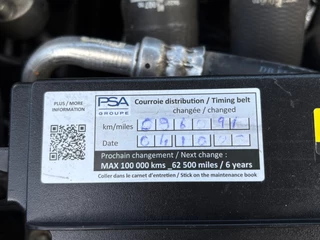 PLUS / MORE
INFORMATION
PSA
GROUPE
Courroie distribution / Timing belt
changée / changed
km/miles
Date
Prochain changement / Next change :
MAX 100 000 kms _62 500 miles / 6 years
Coller dans le carnet d'entretien / Stick on the maintenance book